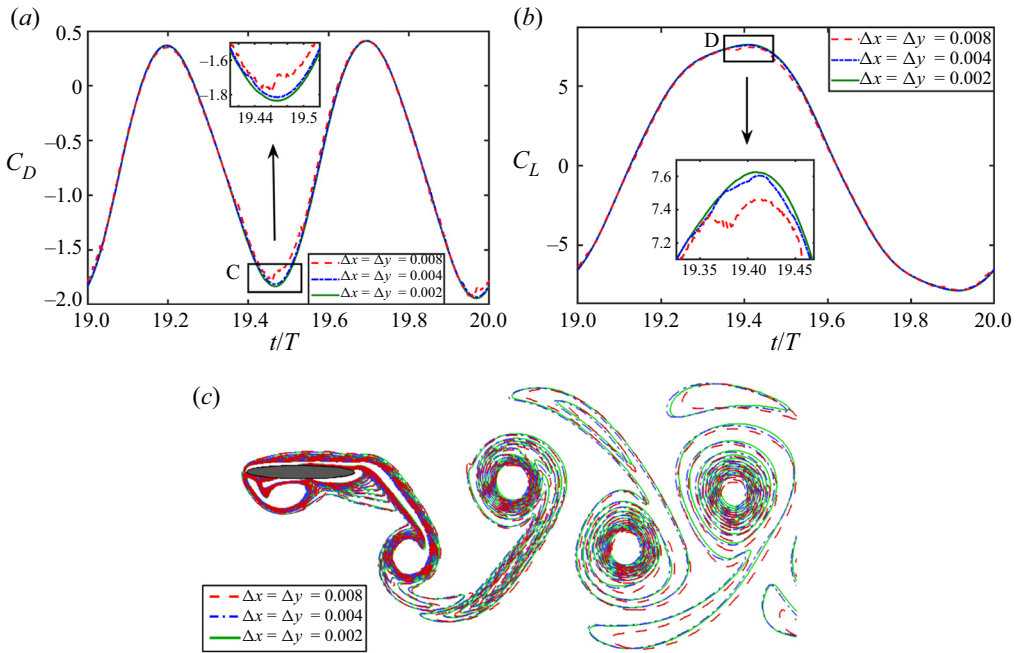 (a)
0.5
0
−0.5
−1.0
−1.5
−2.0
C_D
−1.6
−1.8
19.44 19.5
C
Δx = Δy = 0.008
Δx = Δy = 0.004
Δx = Δy = 0.002
19.0 19.2 19.4 19.6 19.8 20.0
t/T
(b)
5
0
−5
C_L
D
Δx = Δy = 0.008
Δx = Δy = 0.004
Δx = Δy = 0.002
7.6
7.4
7.2
19.35 19.40 19.45
19.0 19.2 19.4 19.6 19.8 20.0
t/T
(c)
Δx = Δy = 0.008
Δx = Δy = 0.004
Δx = Δy = 0.002